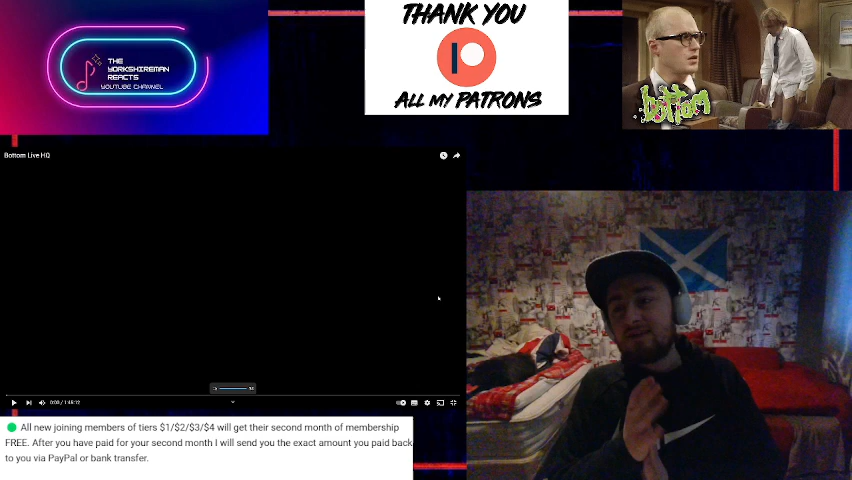 THE
YORKSHIREMAN
REACTS
YOUTUBE CHANNEL
THANK YOU
ALL MY PATRONS
bottom
Bottom Live HQ
0:00 / 1:45:12
All new joining members of tiers $1/$2/$3/$4 will get their second month of membership
FREE. After you have paid for your second month I will send you the exact amount you paid back
to you via PayPal or bank transfer.